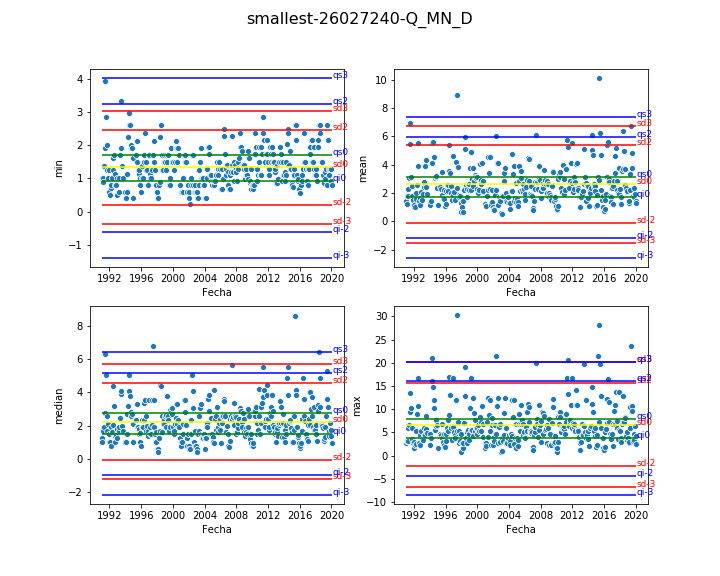 smallest-26027240-Q_MN_D
4
3
2
1
0
−1
min
qs3
qs2
sd3
sd2
qs0
sd0
qi0
sd-2
sd-3
qi-2
qi-3
1992 1996 2000 2004 2008 2012 2016 2020
Fecha
10
8
6
4
2
0
−2
mean
qs3
sd3
qs2
sd2
qs0
sd0
qi0
sd-2
qi-2
sd-3
qi-3
1992 1996 2000 2004 2008 2012 2016 2020
Fecha
8
6
4
2
0
−2
median
qs3
sd3
qs2
sd2
qs0
sd0
qi0
sd-2
qi-2
sd-3
qi-3
1992 1996 2000 2004 2008 2012 2016 2020
Fecha
30
25
20
15
10
5
0
−5
−10
max
qs3
sd3
qs2
sd2
qs0
sd0
qi0
sd-2
qi-2
sd-3
qi-3
1992 1996 2000 2004 2008 2012 2016 2020
Fecha